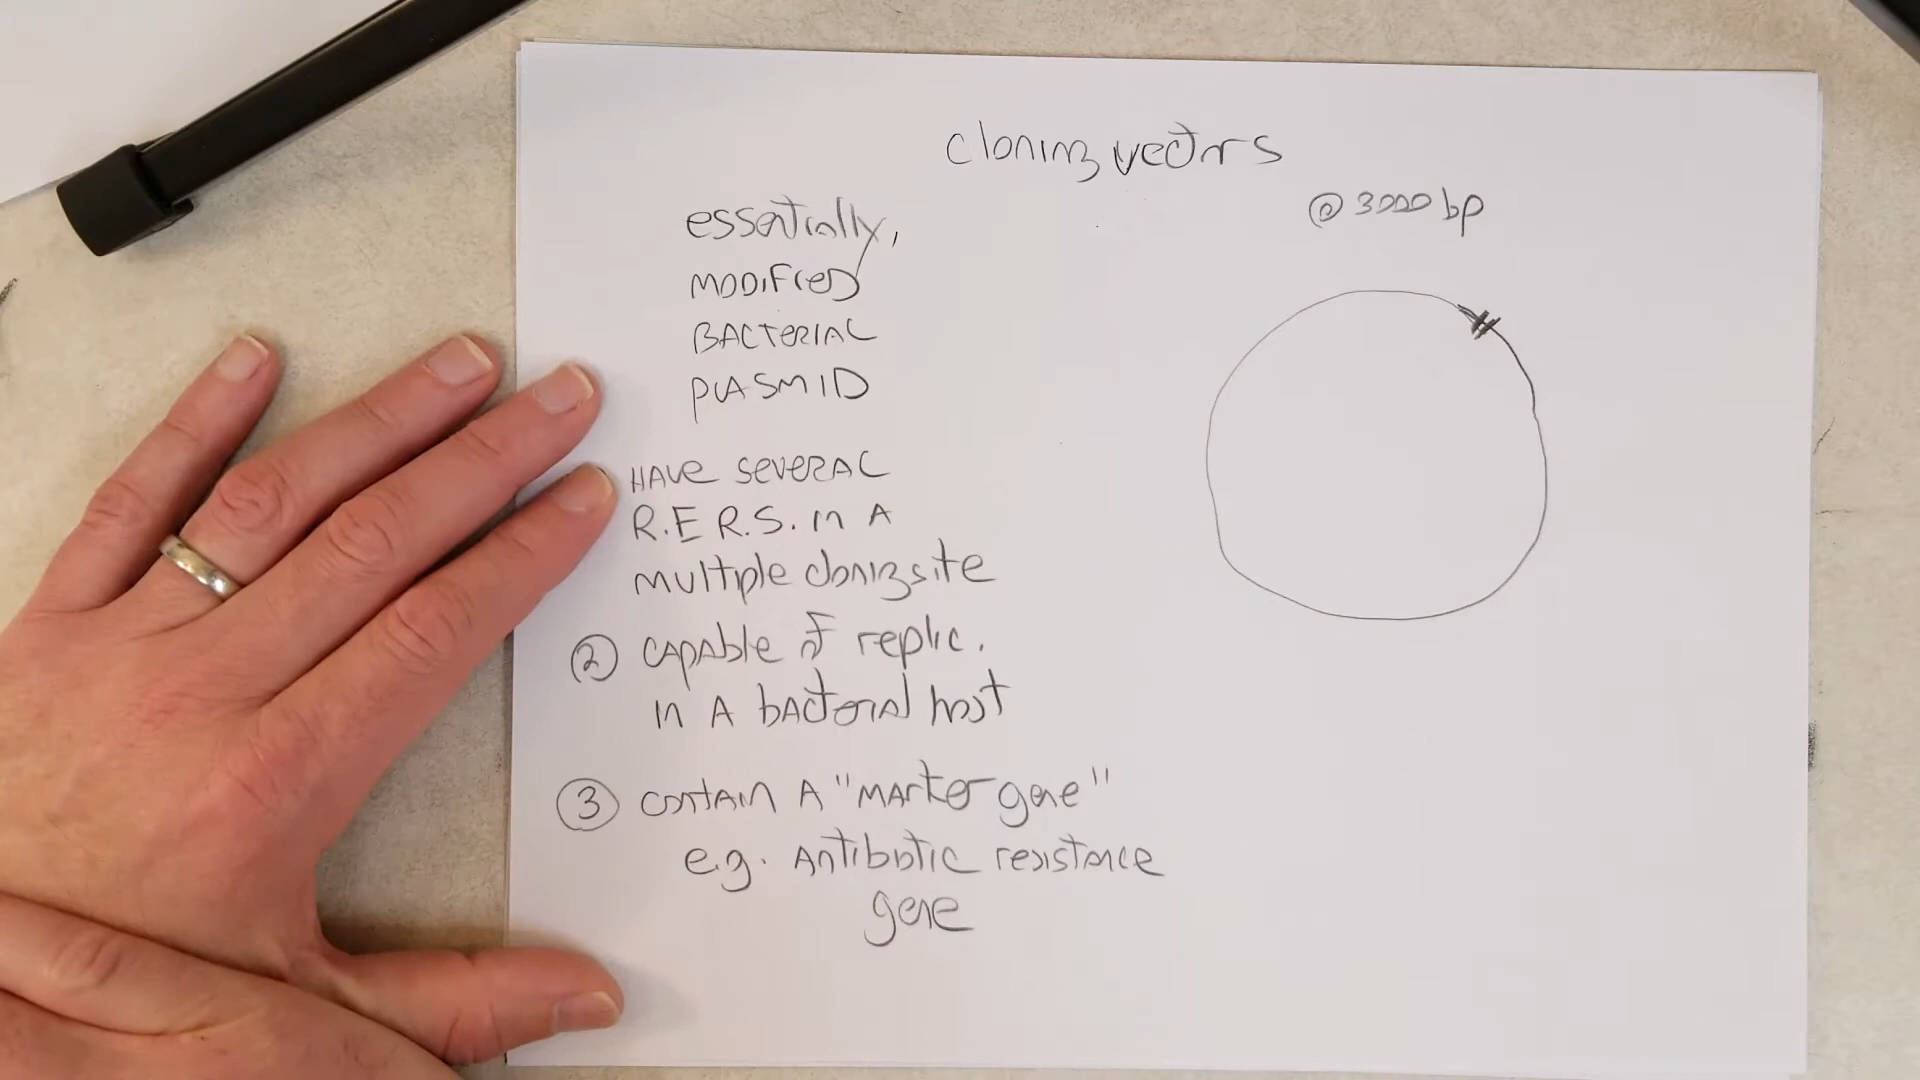 cloning vectors
@ 3000 bp
essentially,
MODIFIED
BACTERIAL
PLASMID
HAVE SEVERAL
R.E R.S. IN A
multiple cloning site
② capable of replic.
in A bacterial host
③ contain A "marker gene"
e.g. Antibiotic resistance
gene